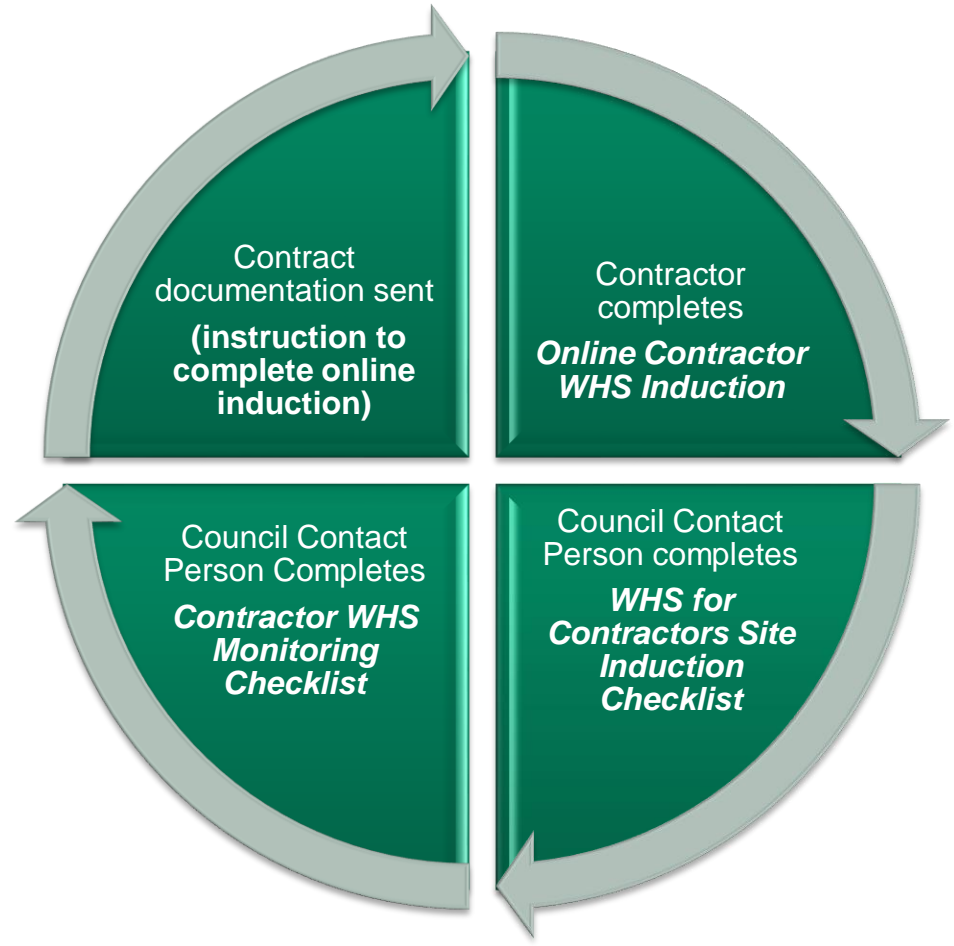 Contract
documentation sent
(instruction to
complete online
induction)
Contractor
completes
Online Contractor
WHS Induction
Council Contact
Person completes
WHS for
Contractors Site
Induction
Checklist
Council Contact
Person Completes
Contractor WHS
Monitoring
Checklist